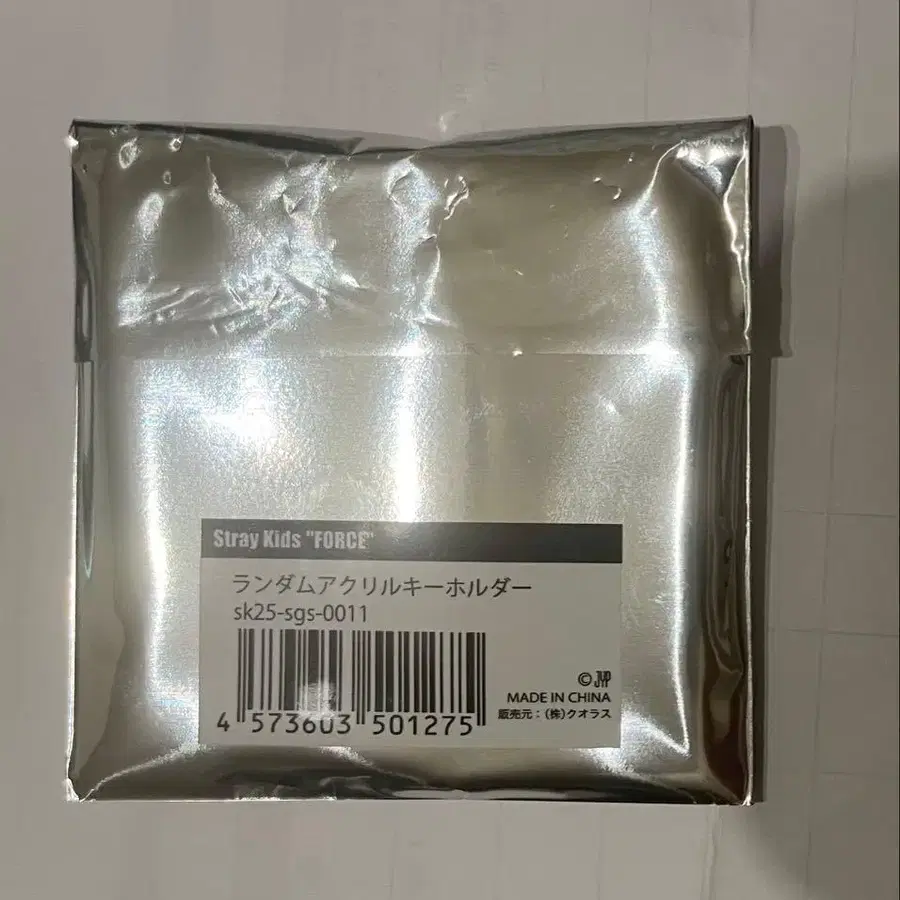 Stray Kids "FORCE"
ランダムアクリルキーホルダー
sk25-sgs-0011
4 573603 501275
© JYP
MADE IN CHINA
販売元：（株）クオラス